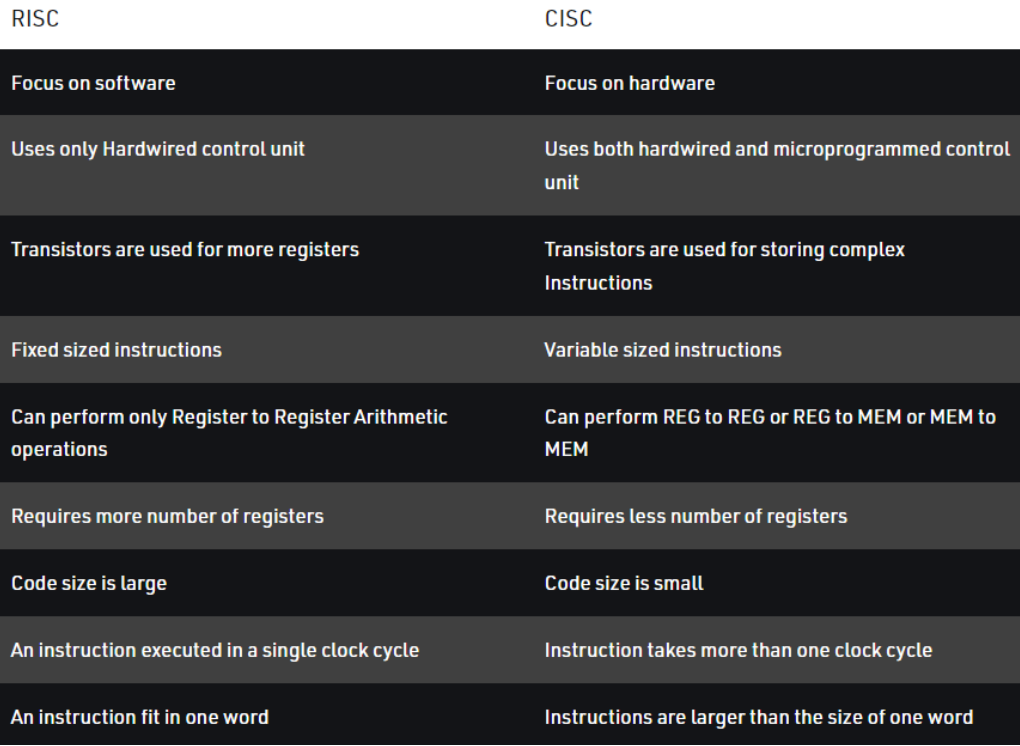 RISC CISC
Focus on software Focus on hardware
Uses only Hardwired control unit Uses both hardwired and microprogrammed control
unit
Transistors are used for more registers Transistors are used for storing complex
Instructions
Fixed sized instructions Variable sized instructions
Can perform only Register to Register Arithmetic Can perform REG to REG or REG to MEM or MEM to
operations MEM
Requires more number of registers Requires less number of registers
Code size is large Code size is small
An instruction executed in a single clock cycle Instruction takes more than one clock cycle
An instruction fit in one word Instructions are larger than the size of one word